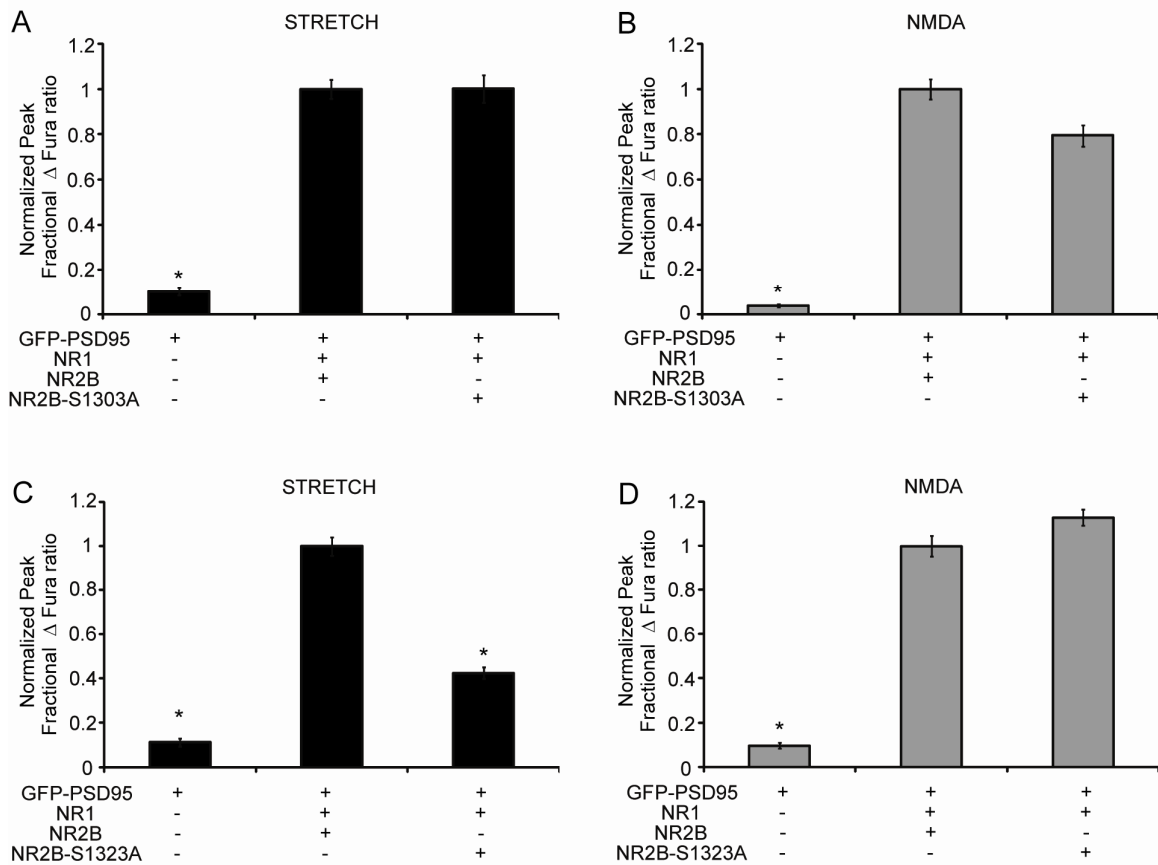 A
STRETCH
Normalized Peak
Fractional Δ Fura ratio
1.2
1
0.8
0.6
0.4
0.2
0
*
GFP-PSD95 + + +
NR1 - + +
NR2B - + -
NR2B-S1303A - - +
B
NMDA
Normalized Peak
Fractional Δ Fura ratio
1.2
1
0.8
0.6
0.4
0.2
0
*
GFP-PSD95 + + +
NR1 - + +
NR2B - + -
NR2B-S1303A - - +
C
STRETCH
Normalized Peak
Fractional Δ Fura ratio
1.2
1
0.8
0.6
0.4
0.2
0
*
*
GFP-PSD95 + + +
NR1 - + +
NR2B - + -
NR2B-S1323A - - +
D
NMDA
Normalized Peak
Fractional Δ Fura ratio
1.2
1
0.8
0.6
0.4
0.2
0
*
GFP-PSD95 + + +
NR1 - + +
NR2B - + -
NR2B-S1323A - - +